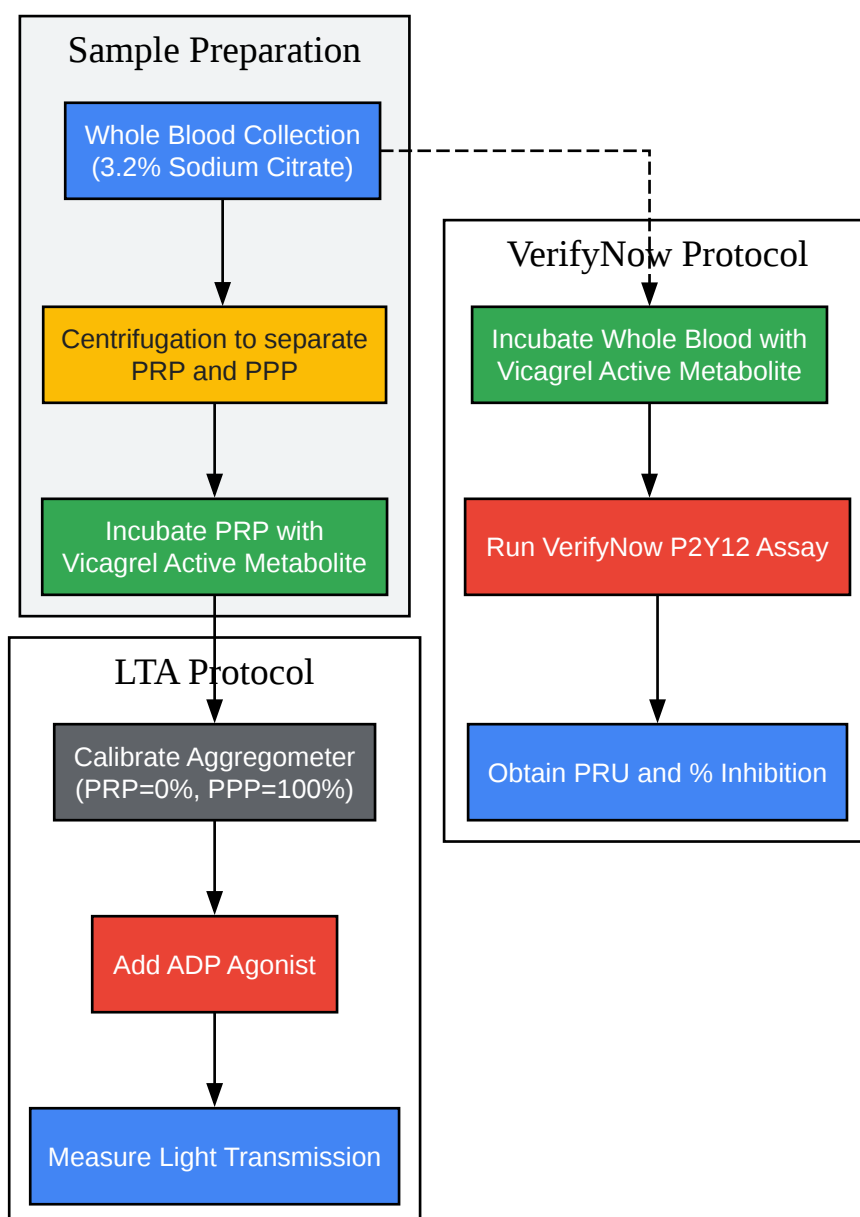 Sample Preparation
Whole Blood Collection
(3.2% Sodium Citrate)
Centrifugation to separate
PRP and PPP
Incubate PRP with
Vicagrel Active Metabolite
LTA Protocol
Calibrate Aggregometer
(PRP=0%, PPP=100%)
Add ADP Agonist
Measure Light Transmission
VerifyNow Protocol
Incubate Whole Blood with
Vicagrel Active Metabolite
Run VerifyNow P2Y12 Assay
Obtain PRU and % Inhibition